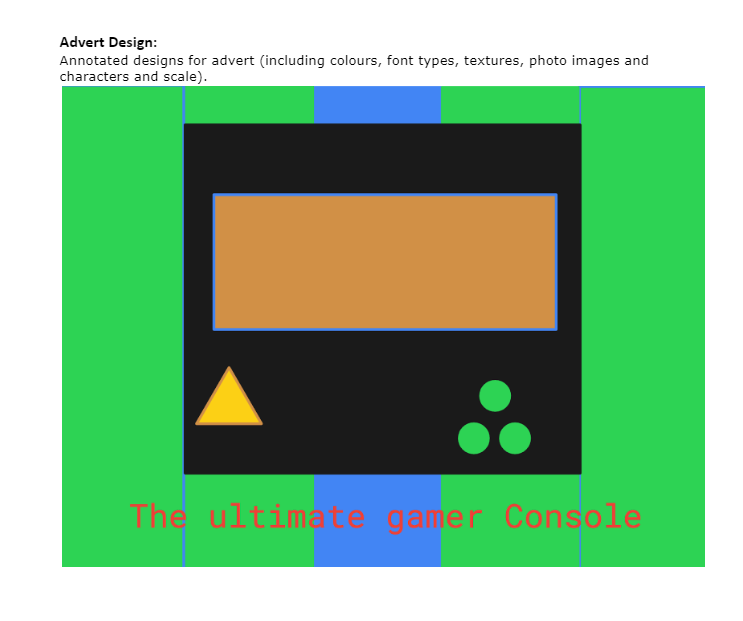 Advert Design:
Annotated designs for advert (including colours, font types, textures, photo images and
characters and scale).
The ultimate gamer Console